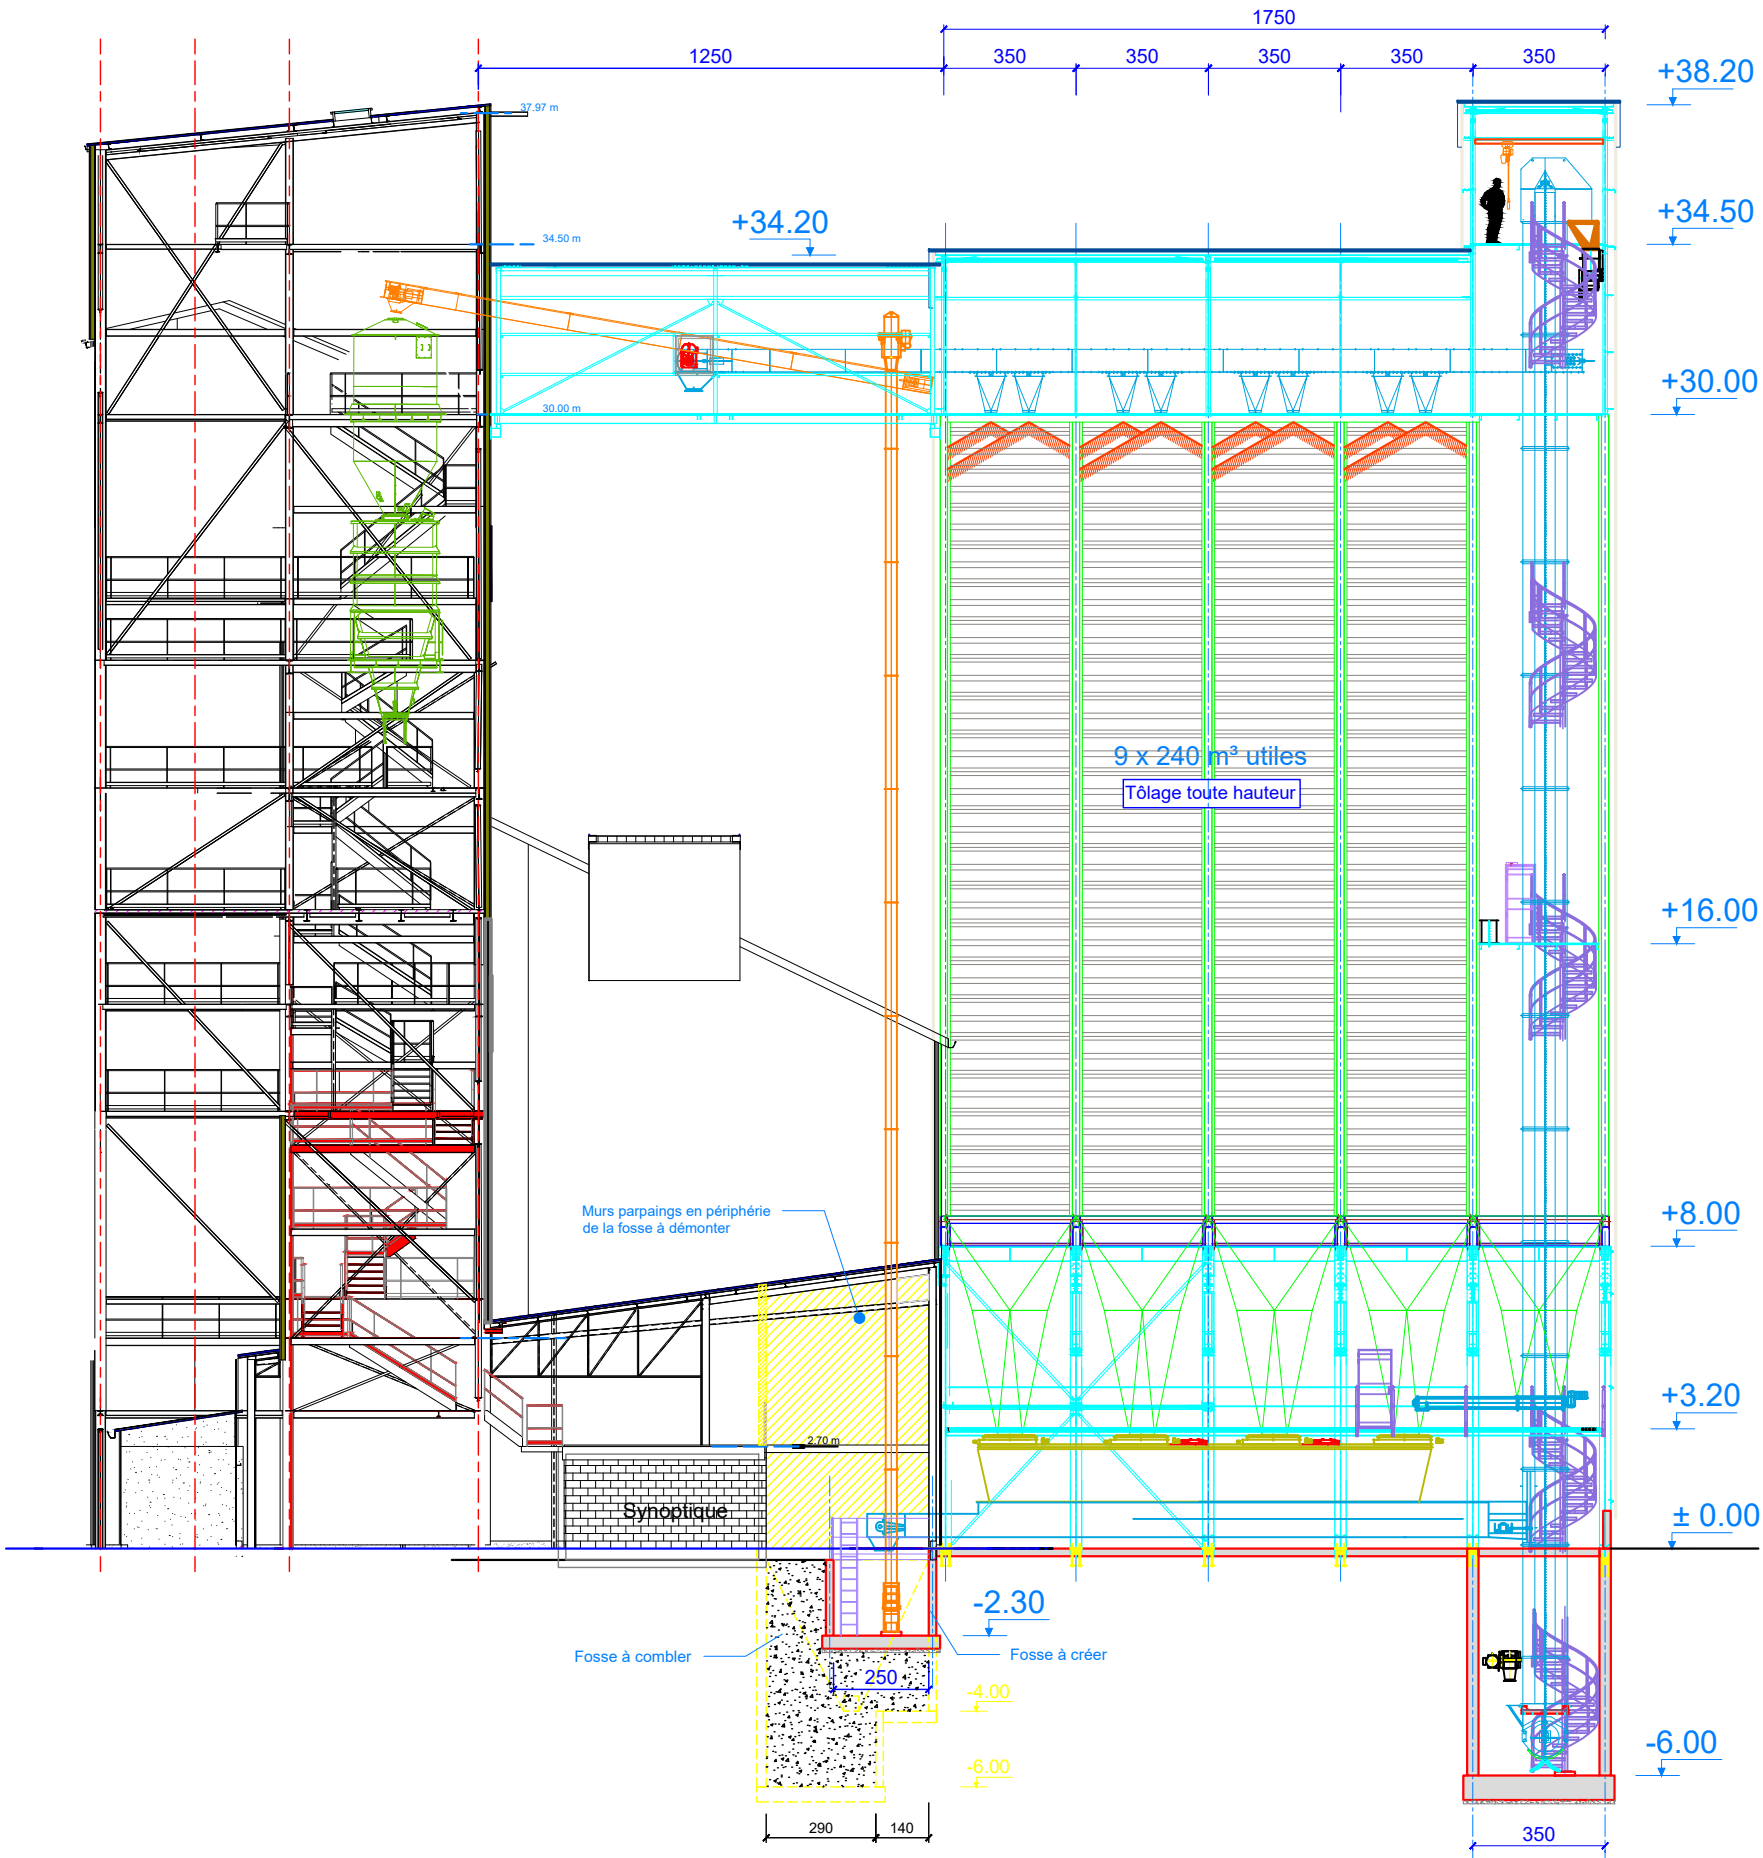 1750
1250
350
350
350
350
350
+38.20
37.97 m
+34.20
+34.50
34.50 m
+30.00
30.00 m
9 x 240 m³ utiles
Tôlage toute hauteur
+16.00
Murs parpaings en périphérie
de la fosse à démonter
+8.00
+3.20
2.70 m
Synoptique
± 0.00
-2.30
Fosse à combler
Fosse à créer
250
-4.00
-6.00
-6.00
290
140
350